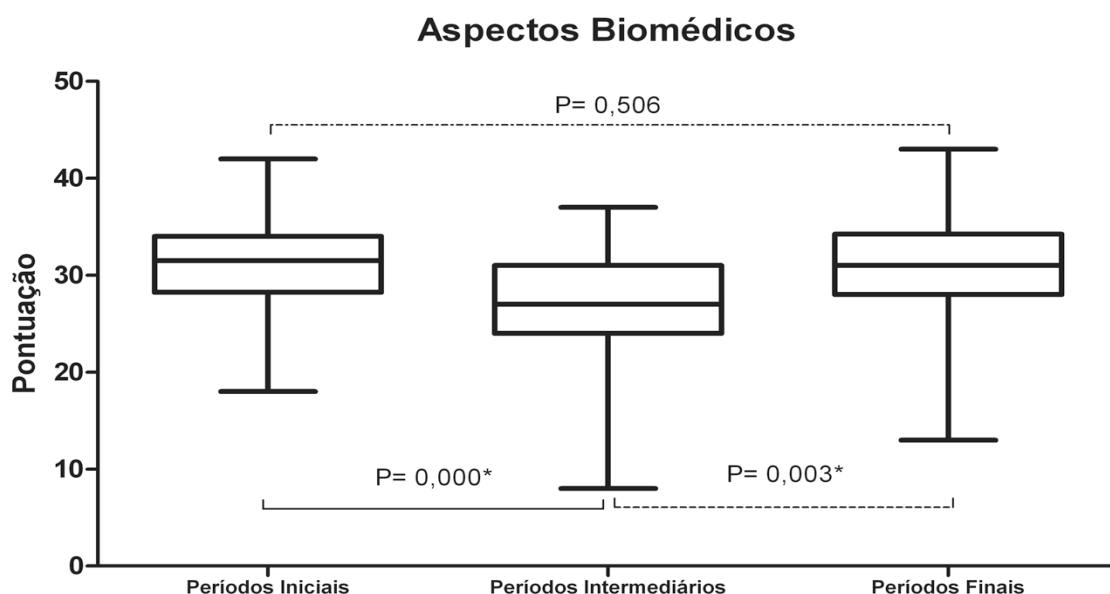 Aspectos Biomédicos
50
P= 0,506
40
30
Pontuação
20
10
P= 0,000*
P= 0,003*
0
Períodos Iniciais
Períodos Intermediários
Períodos Finais